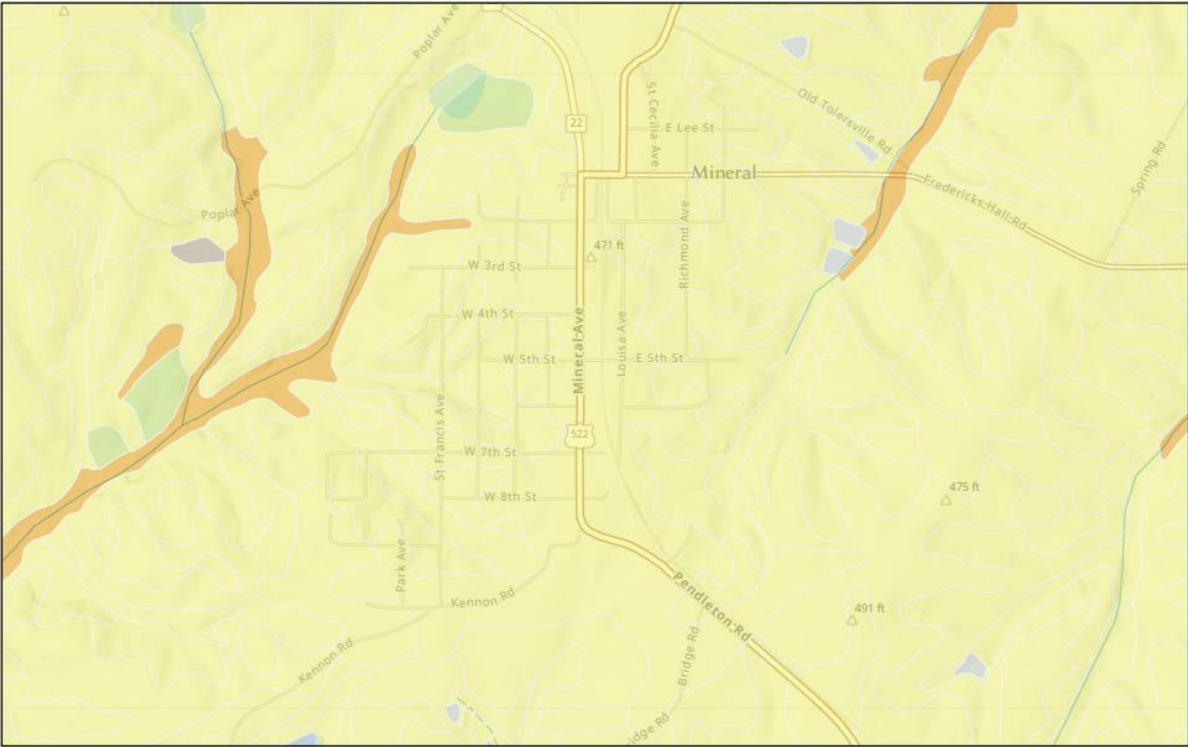 Poplar Ave
22
St Cecilia Ave
E Lee St
Old Tolersville Rd
Mineral
Spring Rd
Fredericks Hall Rd
Poplar Ave
Richmond Ave
471 ft
W 3rd St
W 4th St
Mineral Ave
Louisa Ave
W 5th St
E 5th St
St Francis Ave
522
W 7th St
W 8th St
475 ft
Park Ave
Kennon Rd
Pendleton Rd
491 ft
Kennon Rd
Bridge Rd
idge Rd